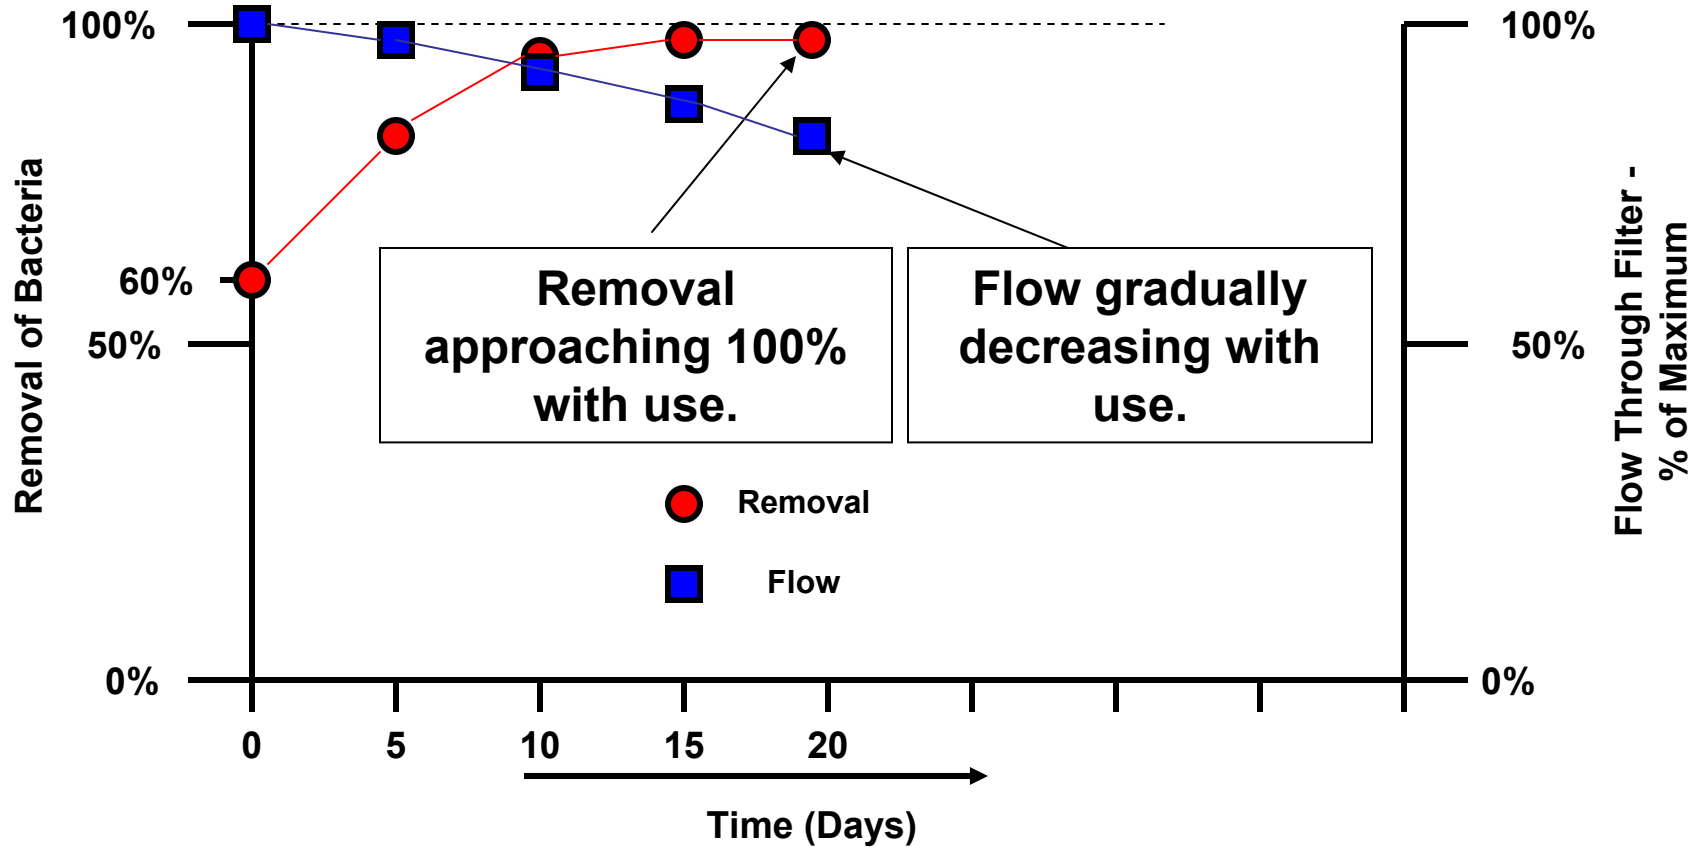 100%
60%
50%
0%
Removal of Bacteria
Removal
approaching 100%
with use.
Flow gradually
decreasing with
use.
Removal
Flow
100%
50%
0%
Flow Through Filter -
% of Maximum
0 5 10 15 20
Time (Days)